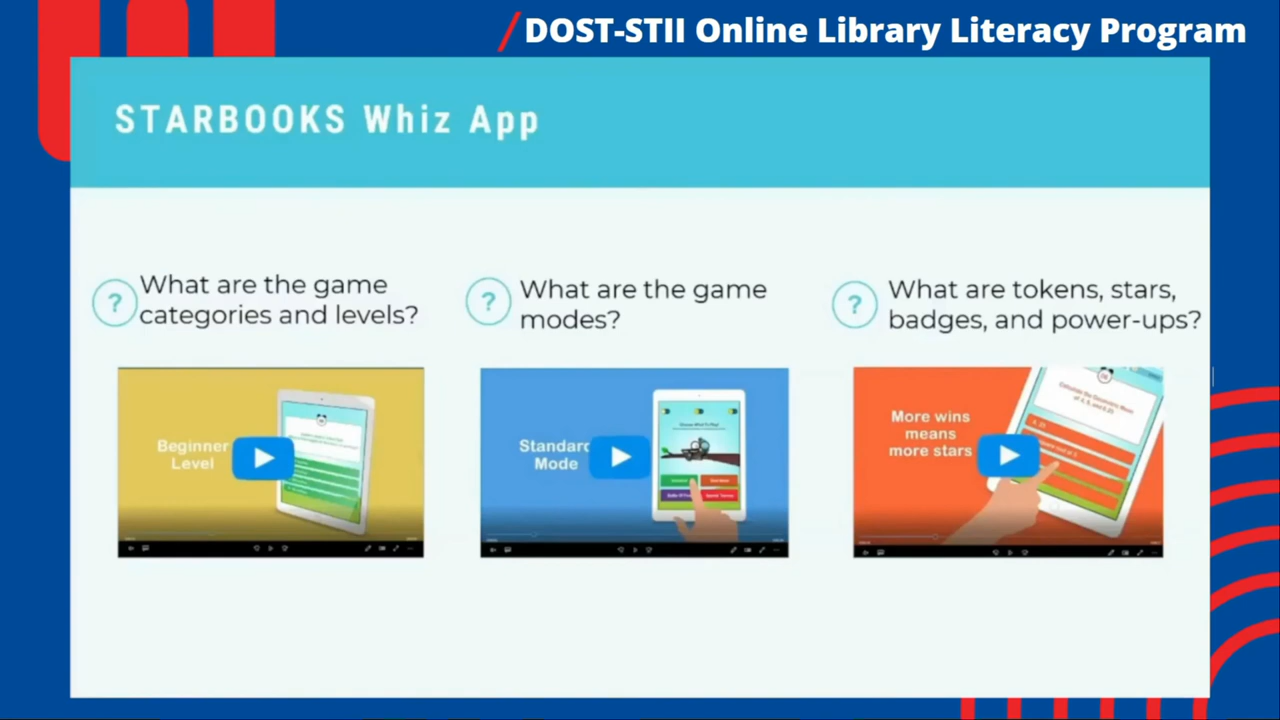 /DOST-STII Online Library Literacy Program
STARBOOKS Whiz App
? What are the game
categories and levels?
? What are the game
modes?
? What are tokens, stars,
badges, and power-ups?
Beginner
Level
Standard
Mode
More wins
means
more stars